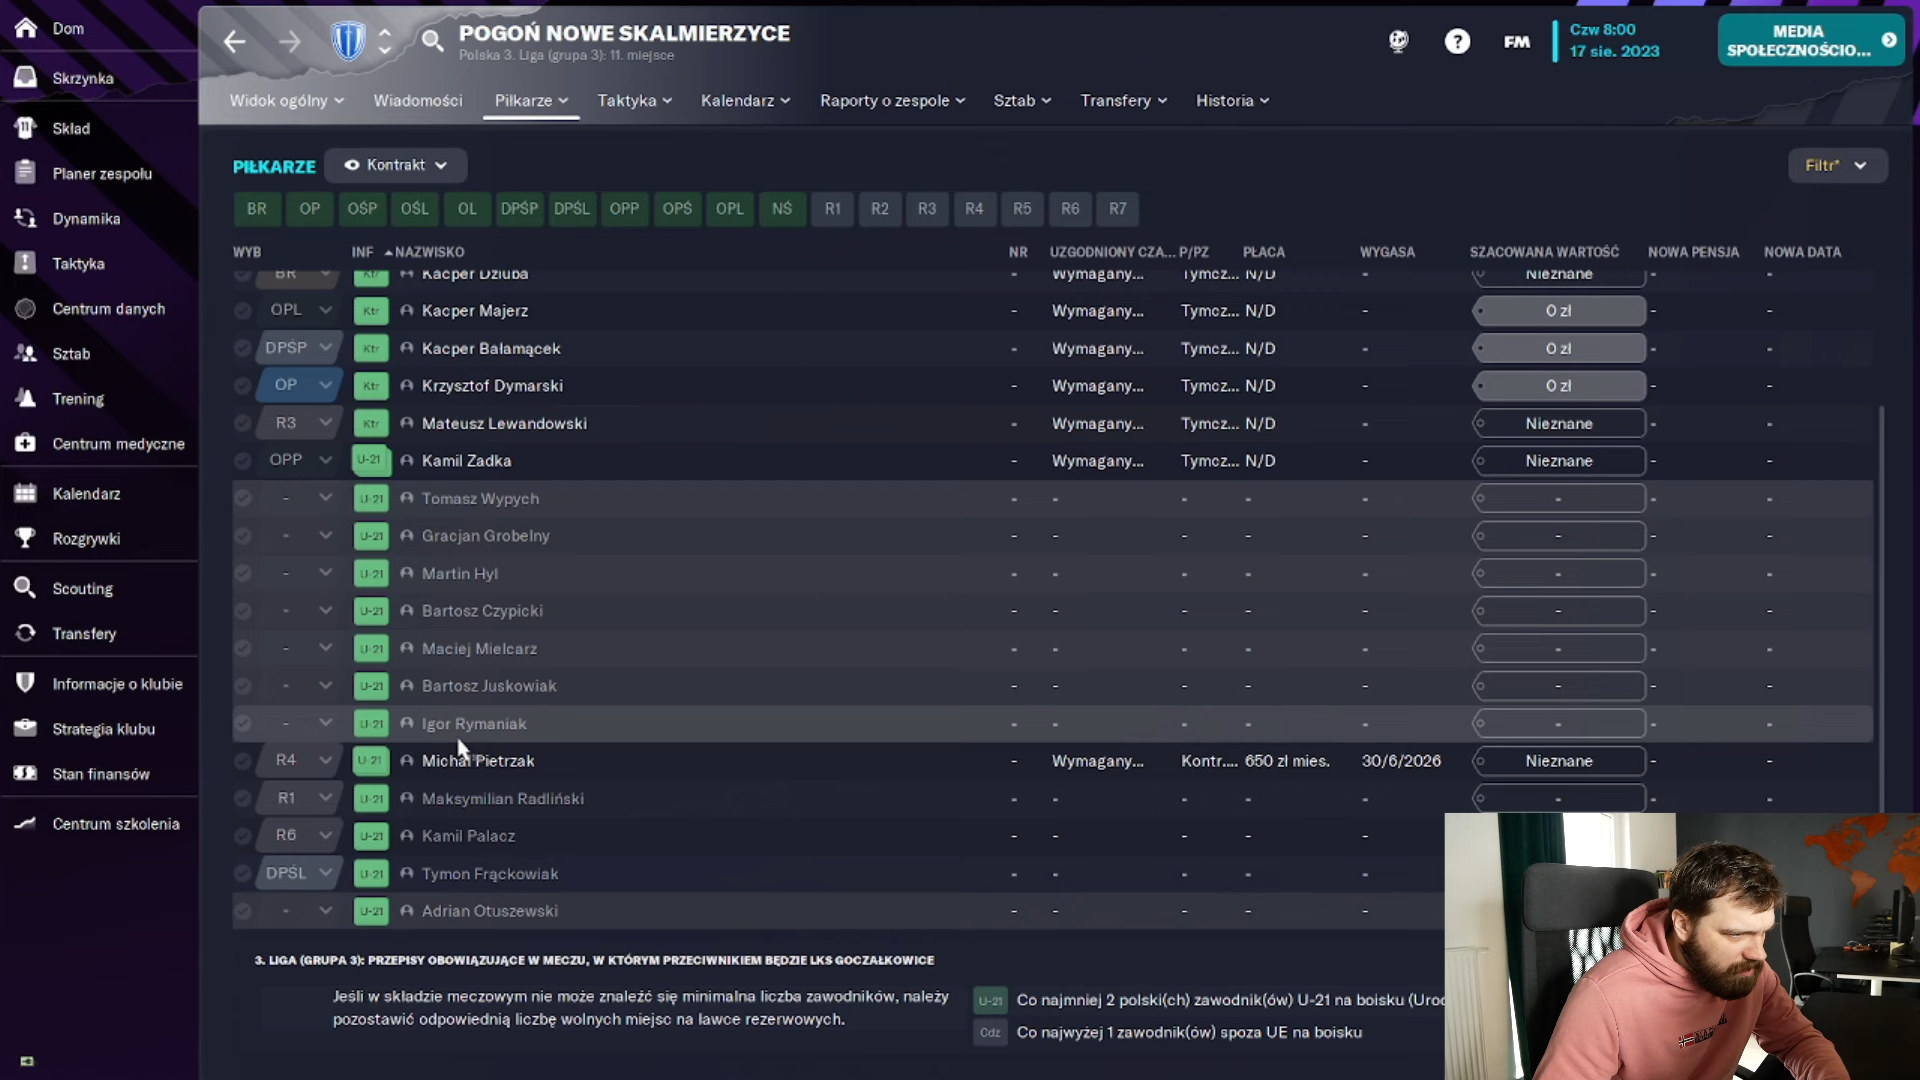 Dom
Skrzynka
Skład
Planer zespołu
Dynamika
Taktyka
Centrum danych
Sztab
Trening
Centrum medyczne
Kalendarz
Rozgrywki
Scouting
Transfery
Informacje o klubie
Strategia klubu
Stan finansów
Centrum szkolenia
POGOŃ NOWE SKALMIERZYCE
Polska 3. Liga (grupa 3): 11. miejsce
? FM
Czw 8:00
17 sie. 2023
MEDIA
SPOŁECZNOŚCIO...
Widok ogólny Wiadomości Piłkarze Taktyka Kalendarz Raporty o zespole Sztab Transfery Historia
PIŁKARZE Kontrakt Filtr*
BR OP OŚP OŚL OL DPŚP DPŚL OPP OPŚ OPL NŚ R1 R2 R3 R4 R5 R6 R7
WYB INF NAZWISKO NR UZGODNIONY CZA... P/PZ PŁACA WYGASA SZACOWANA WARTOŚĆ NOWA PENSJA NOWA DATA
BR Ktr Kacper Dziuba - Wymagany... Tymcz... N/D - Nieznane - -
OPL Ktr Kacper Majerz - Wymagany... Tymcz... N/D - 0 zł - -
DPŚP Ktr Kacper Bałamącek - Wymagany... Tymcz... N/D - 0 zł - -
OP Ktr Krzysztof Dymarski - Wymagany... Tymcz... N/D - 0 zł - -
R3 Ktr Mateusz Lewandowski - Wymagany... Tymcz... N/D - Nieznane - -
OPP U-21 Kamil Zadka - Wymagany... Tymcz... N/D - Nieznane - -
- U-21 Tomasz Wypych - - - - - - - -
- U-21 Gracjan Grobelny - - - - - - - -
- U-21 Martin Hyl - - - - - - - -
- U-21 Bartosz Czypicki - - - - - - - -
- U-21 Maciej Mielcarz - - - - - - - -
- U-21 Bartosz Juskowiak - - - - - - - -
- U-21 Igor Rymaniak - - - - - - - -
R4 U-21 Michał Pietrzak - Wymagany... Kontr.... 650 zł mies. 30/6/2026 Nieznane - -
R1 U-21 Maksymilian Radliński - - - - - - - -
R6 U-21 Kamil Palacz - - - - -
DPŚL U-21 Tymon Frąckowiak - - - - -
- U-21 Adrian Otuszewski - - - - -
3. LIGA (GRUPA 3): PRZEPISY OBOWIĄZUJĄCE W MECZU, W KTÓRYM PRZECIWNIKIEM BĘDZIE LKS GOCZAŁKOWICE
Jeśli w składzie meczowym nie może znaleźć się minimalna liczba zawodników, należy
pozostawić odpowiednią liczbę wolnych miejsc na ławce rezerwowych.
U-21 Co najmniej 2 polski(ch) zawodnik(ów) U-21 na boisku (Uroc
Cdz Co najwyżej 1 zawodnik(ów) spoza UE na boisku